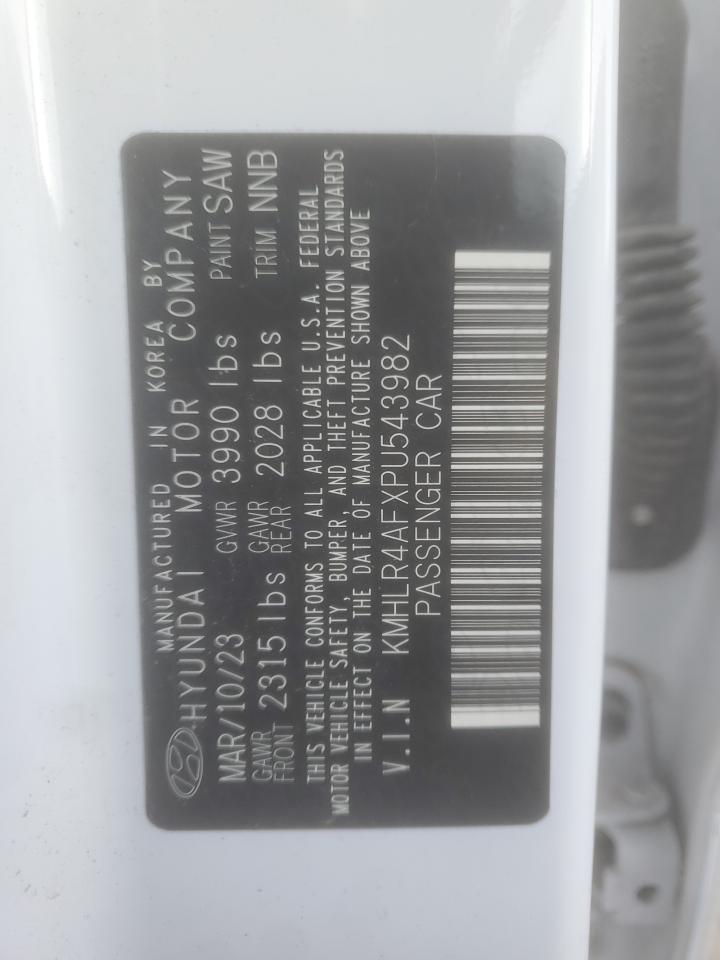 MANUFACTURED IN KOREA BY
HYUNDAI MOTOR COMPANY
MAR/10/23 GVWR 3990 lbs PAINT SAW
GAWR FRONT 2315 lbs GAWR REAR 2028 lbs TRIM NNB
THIS VEHICLE CONFORMS TO ALL APPLICABLE U.S.A. FEDERAL
MOTOR VEHICLE SAFETY, BUMPER, AND THEFT PREVENTION STANDARDS
IN EFFECT ON THE DATE OF MANUFACTURE SHOWN ABOVE
V.I.N KMHLR4AFXPU543982
PASSENGER CAR